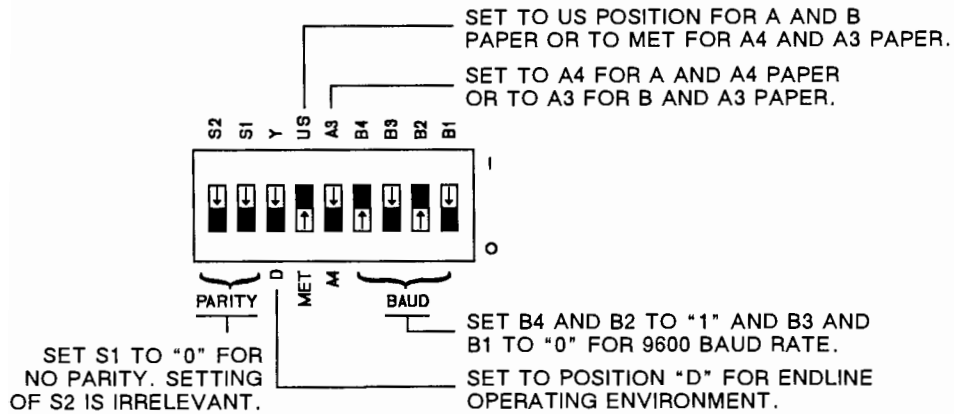 SET TO US POSITION FOR A AND B
PAPER OR TO MET FOR A4 AND A3 PAPER.
SET TO A4 FOR A AND A4 PAPER
OR TO A3 FOR B AND A3 PAPER.
S2 S1 Y US A3 B4 B3 B2 B1
I
O
D MET A4
PARITY BAUD
SET B4 AND B2 TO "1" AND B3 AND
B1 TO "0" FOR 9600 BAUD RATE.
SET S1 TO "0" FOR
NO PARITY. SETTING
OF S2 IS IRRELEVANT.
SET TO POSITION "D" FOR ENDLINE
OPERATING ENVIRONMENT.